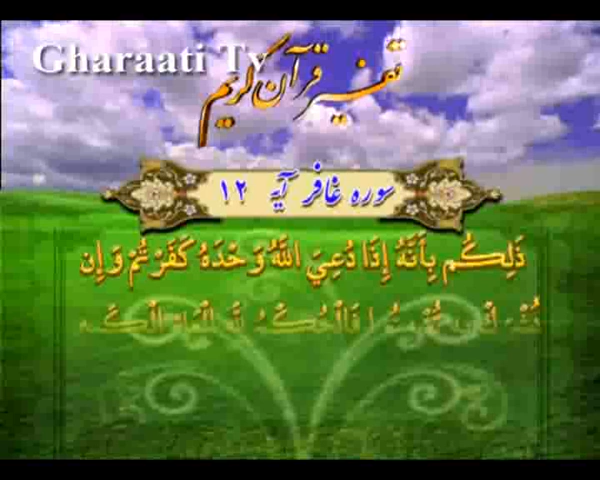 Gharaati Tv
تفسیر قرآن کریم
سوره غافر آیه ۱۲
ذَٰلِكُم بِأَنَّهُ إِذَا دُعِيَ اللَّهُ وَحْدَهُ كَفَرْتُمْ وَإِن